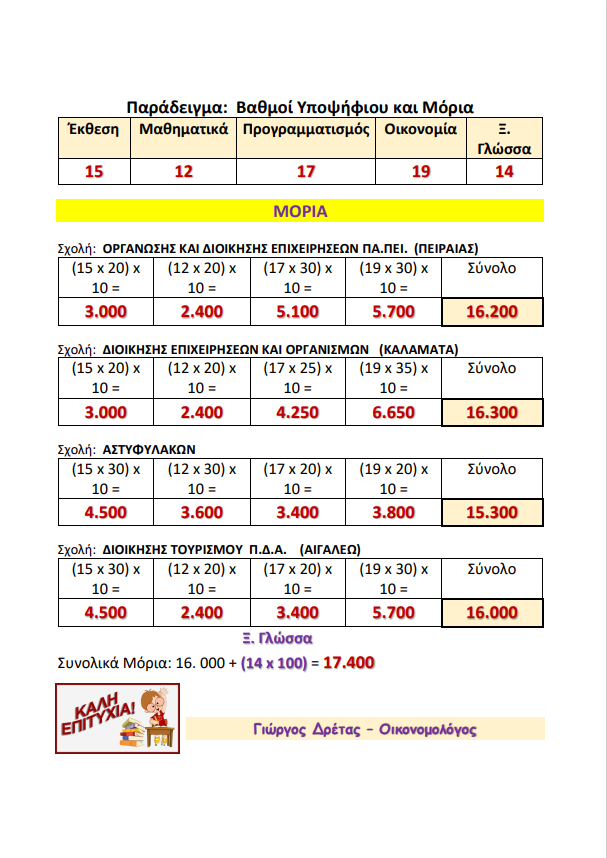 Παράδειγμα: Βαθμοί Υποψήφιου και Μόρια
Έκθεση Μαθηματικά Προγραμματισμός Οικονομία Ξ. Γλώσσα
15 12 17 19 14
ΜΟΡΙΑ
Σχολή: ΟΡΓΑΝΩΣΗΣ ΚΑΙ ΔΙΟΙΚΗΣΗΣ ΕΠΙΧΕΙΡΗΣΕΩΝ ΠΑ.ΠΕΙ. (ΠΕΙΡΑΙΑΣ)
(15 x 20) x 10 = (12 x 20) x 10 = (17 x 30) x 10 = (19 x 30) x 10 = Σύνολο
3.000 2.400 5.100 5.700 16.200
Σχολή: ΔΙΟΙΚΗΣΗΣ ΕΠΙΧΕΙΡΗΣΕΩΝ ΚΑΙ ΟΡΓΑΝΙΣΜΩΝ (ΚΑΛΑΜΑΤΑ)
(15 x 20) x 10 = (12 x 20) x 10 = (17 x 25) x 10 = (19 x 35) x 10 = Σύνολο
3.000 2.400 4.250 6.650 16.300
Σχολή: ΑΣΤΥΦΥΛΑΚΩΝ
(15 x 30) x 10 = (12 x 30) x 10 = (17 x 20) x 10 = (19 x 20) x 10 = Σύνολο
4.500 3.600 3.400 3.800 15.300
Σχολή: ΔΙΟΙΚΗΣΗΣ ΤΟΥΡΙΣΜΟΥ Π.Δ.Α. (ΑΙΓΑΛΕΩ)
(15 x 30) x 10 = (12 x 20) x 10 = (17 x 20) x 10 = (19 x 30) x 10 = Σύνολο
4.500 2.400 3.400 5.700 16.000
Ξ. Γλώσσα
Συνολικά Μόρια: 16. 000 + (14 x 100) = 17.400
ΚΑΛΗ
ΕΠΙΤΥΧΙΑ!
Γιώργος Δρέτας – Οικονομολόγος